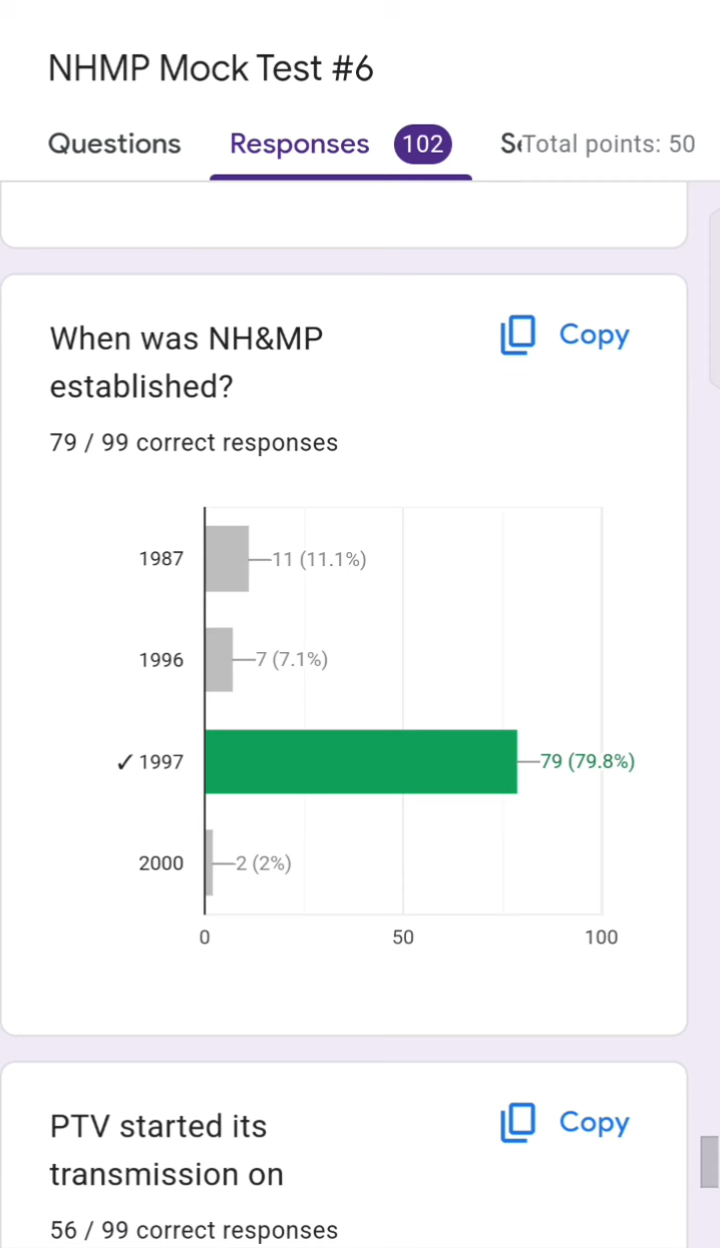 NHMP Mock Test #6
Questions Responses 102 Total points: 50
When was NH&MP
established?
Copy
79 / 99 correct responses
1987 11 (11.1%)
1996 7 (7.1%)
✓ 1997 79 (79.8%)
2000 2 (2%)
0 50 100
PTV started its
transmission on
Copy
56 / 99 correct responses